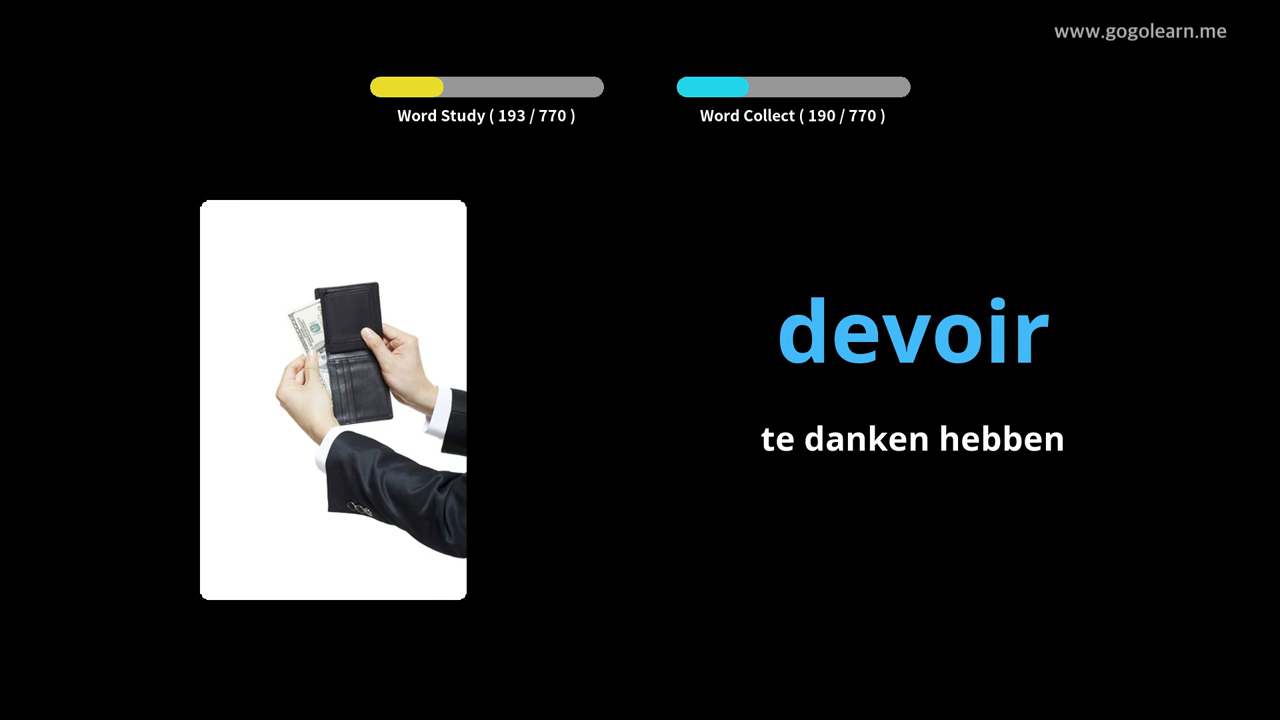 www.gogolearn.me
Word Study ( 193 / 770 )
Word Collect ( 190 / 770 )
devoir
te danken hebben